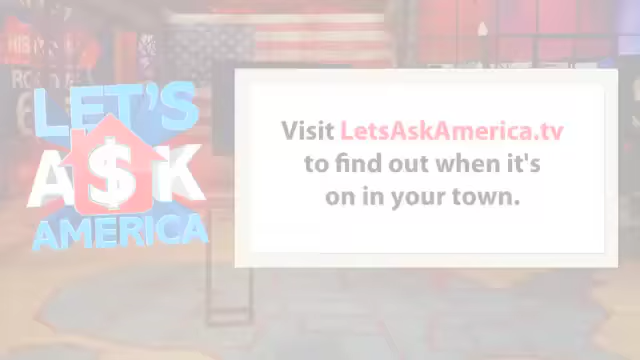 LET'S
A$K
AMERICA
Visit LetsAskAmerica.tv
to find out when it's
on in your town.